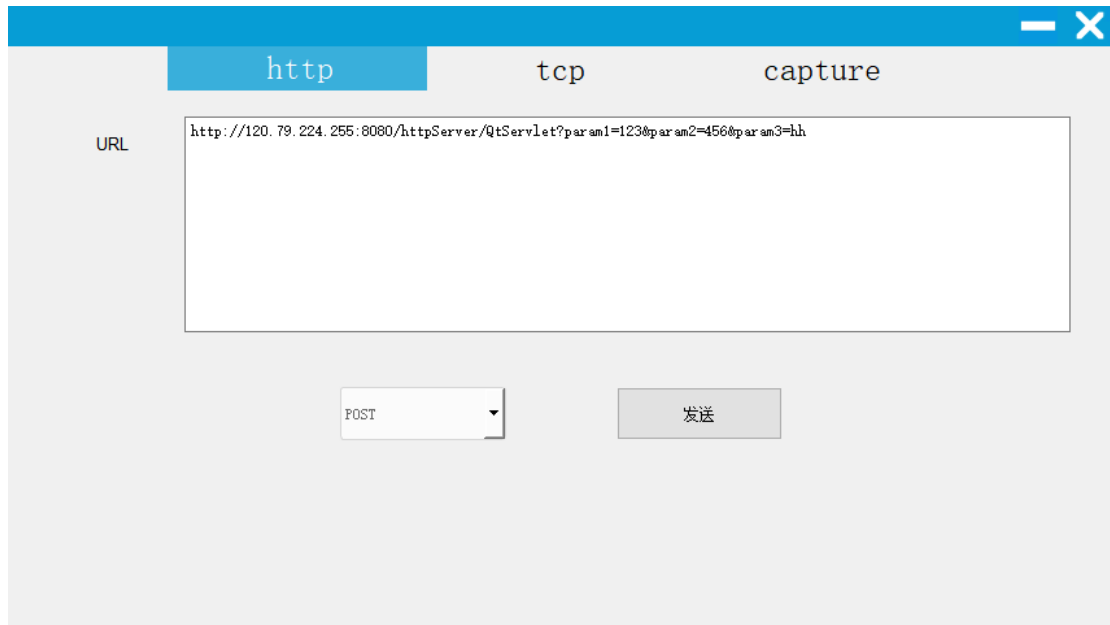 http tcp capture
URL
http://120.79.224.255:8080/httpServer/QtServlet?param1=123&param2=456&param3=hh
POST 发送